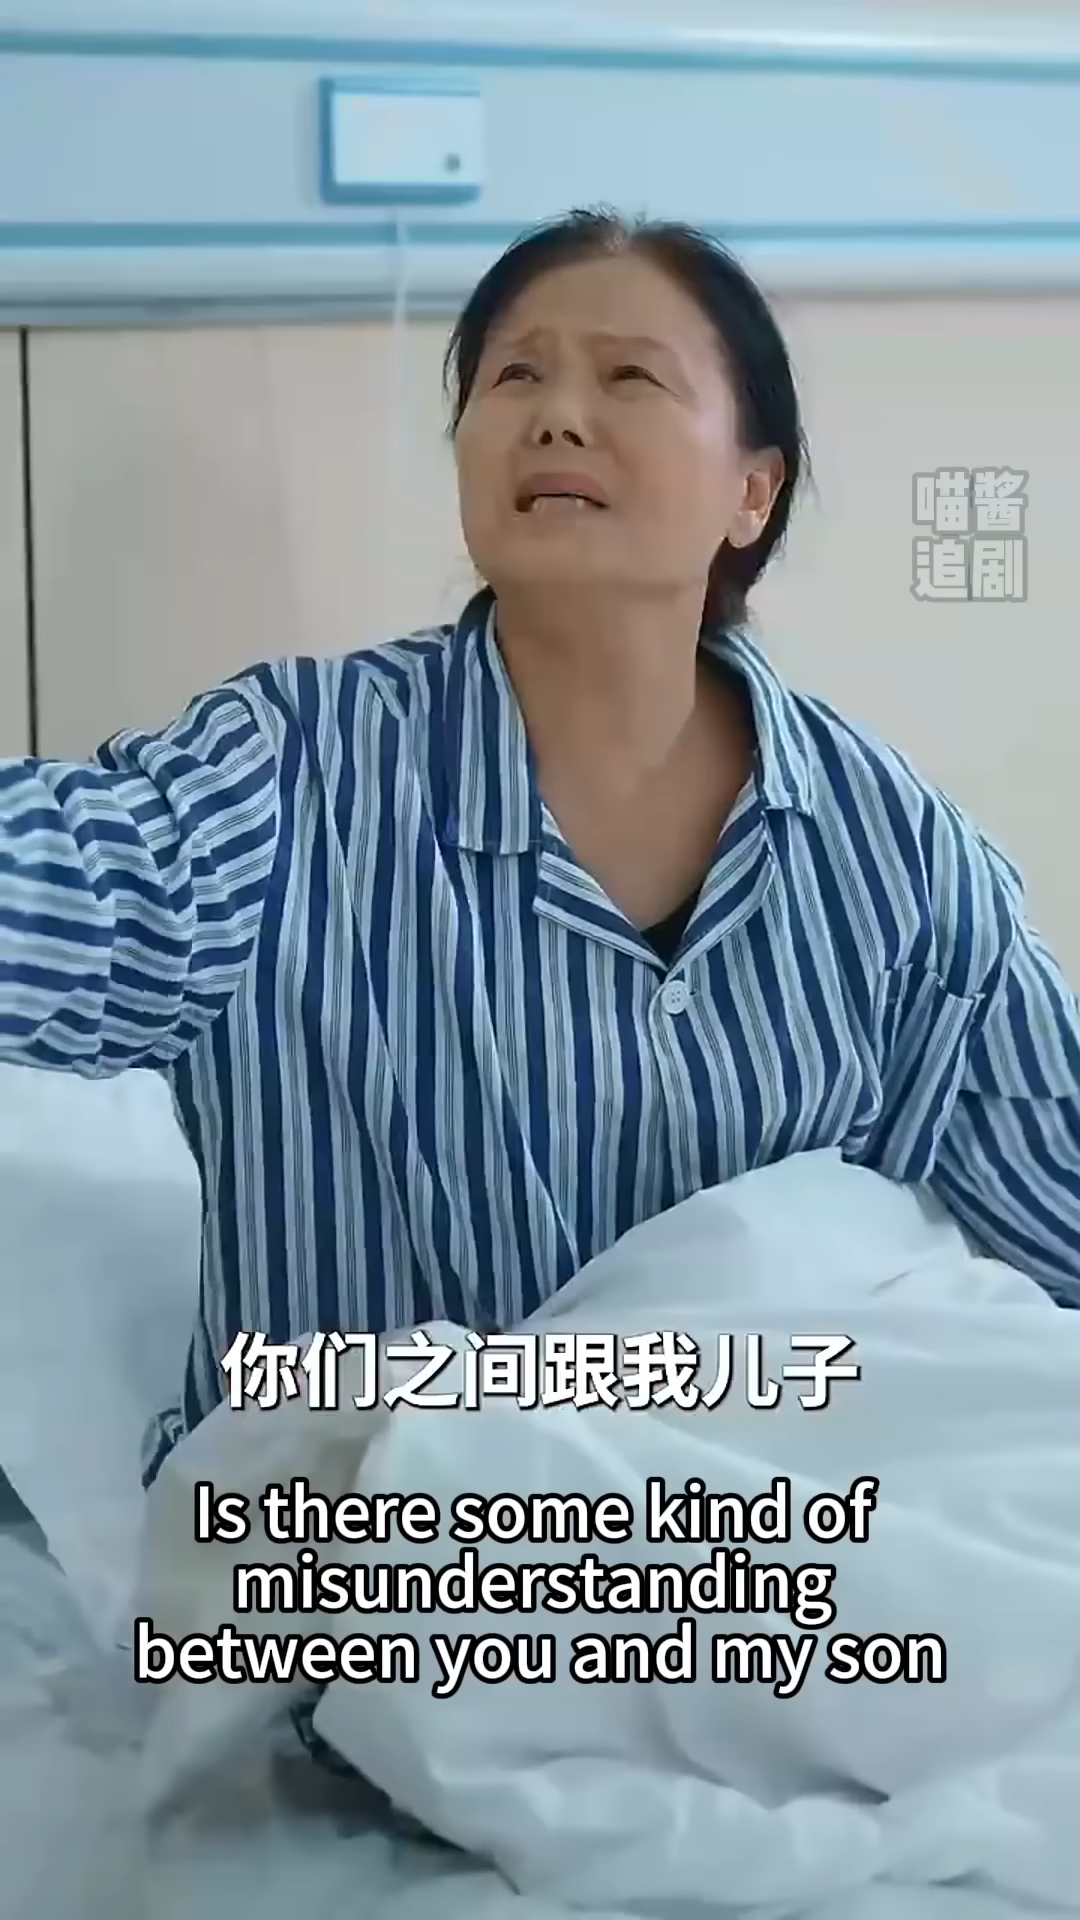 喵酱
追剧
你们之间跟我儿子
Is there some kind of
misunderstanding
between you and my son